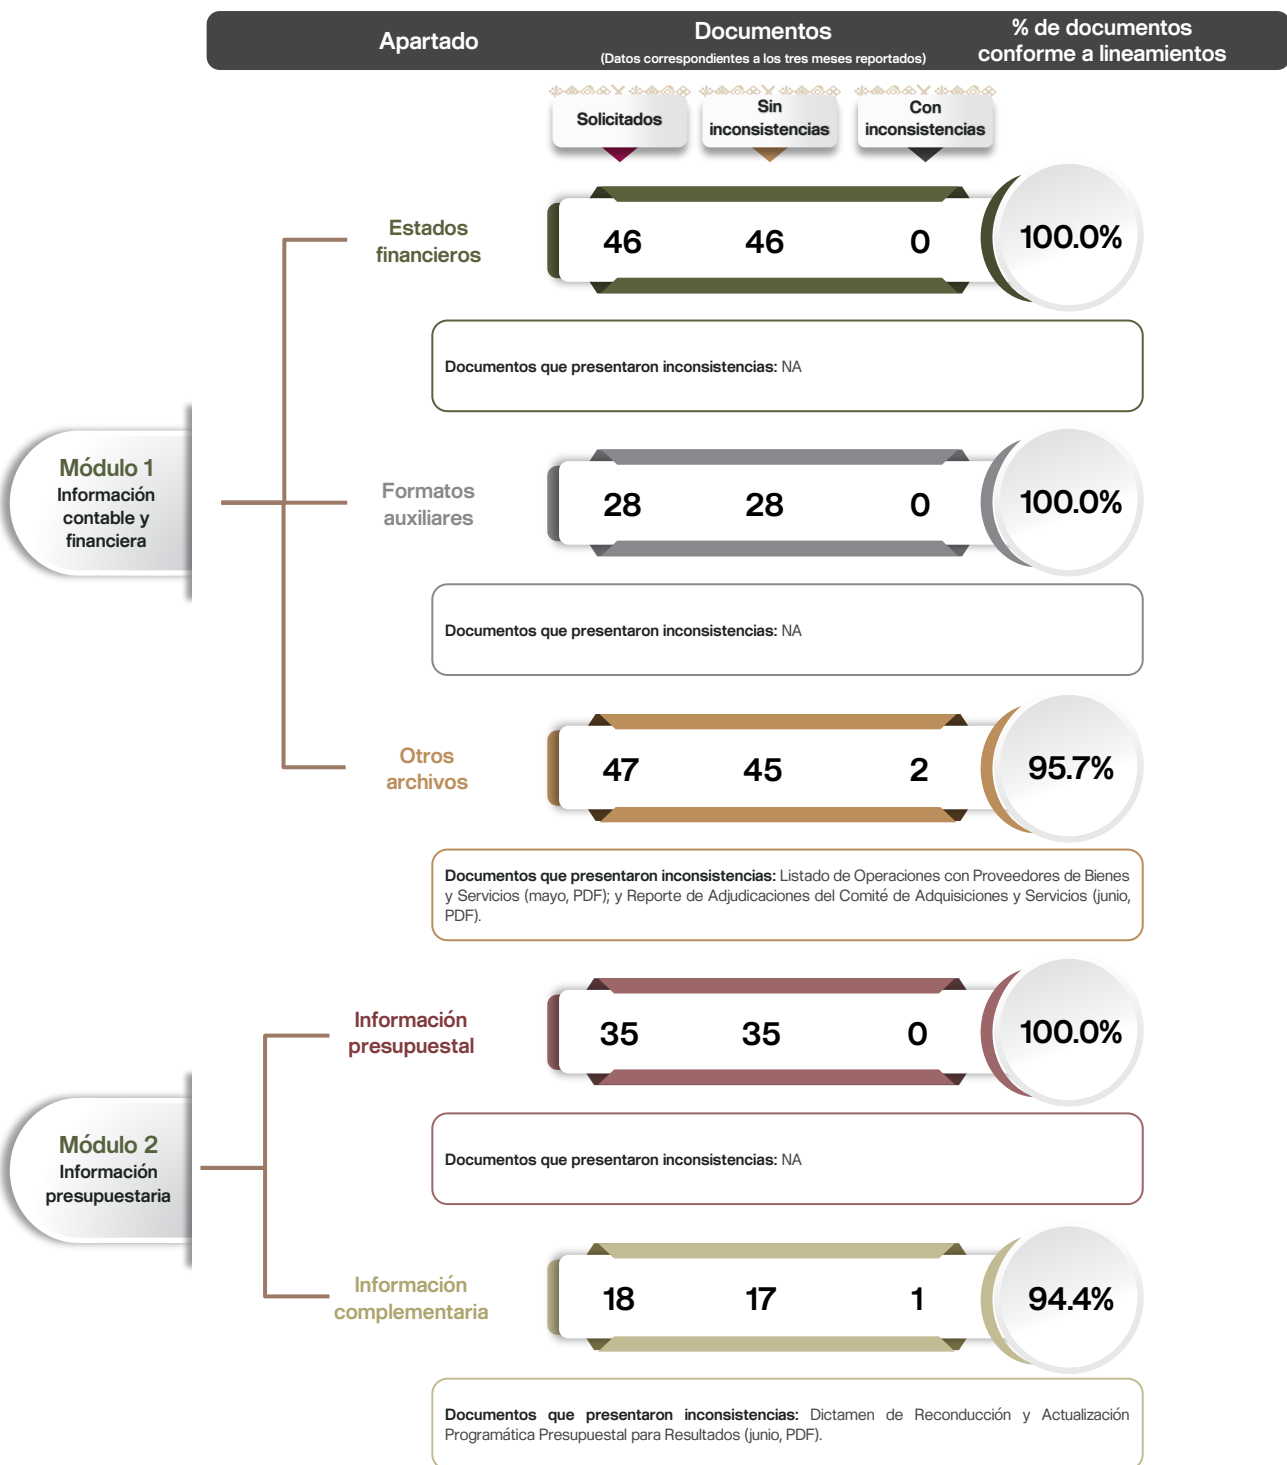 Apartado
Documentos
(Datos correspondientes a los tres meses reportados)
% de documentos
conforme a lineamientos
Solicitados
Sin
inconsistencias
Con
inconsistencias
Módulo 1
Información
contable y
financiera
Estados
financieros
46 46 0 100.0%
Documentos que presentaron inconsistencias: NA
Formatos
auxiliares
28 28 0 100.0%
Documentos que presentaron inconsistencias: NA
Otros
archivos
47 45 2 95.7%
Documentos que presentaron inconsistencias: Listado de Operaciones con Proveedores de Bienes
y Servicios (mayo, PDF); y Reporte de Adjudicaciones del Comité de Adquisiciones y Servicios (junio,
PDF).
Módulo 2
Información
presupuestaria
Información
presupuestal
35 35 0 100.0%
Documentos que presentaron inconsistencias: NA
Información
complementaria
18 17 1 94.4%
Documentos que presentaron inconsistencias: Dictamen de Reconducción y Actualización
Programática Presupuestal para Resultados (junio, PDF).